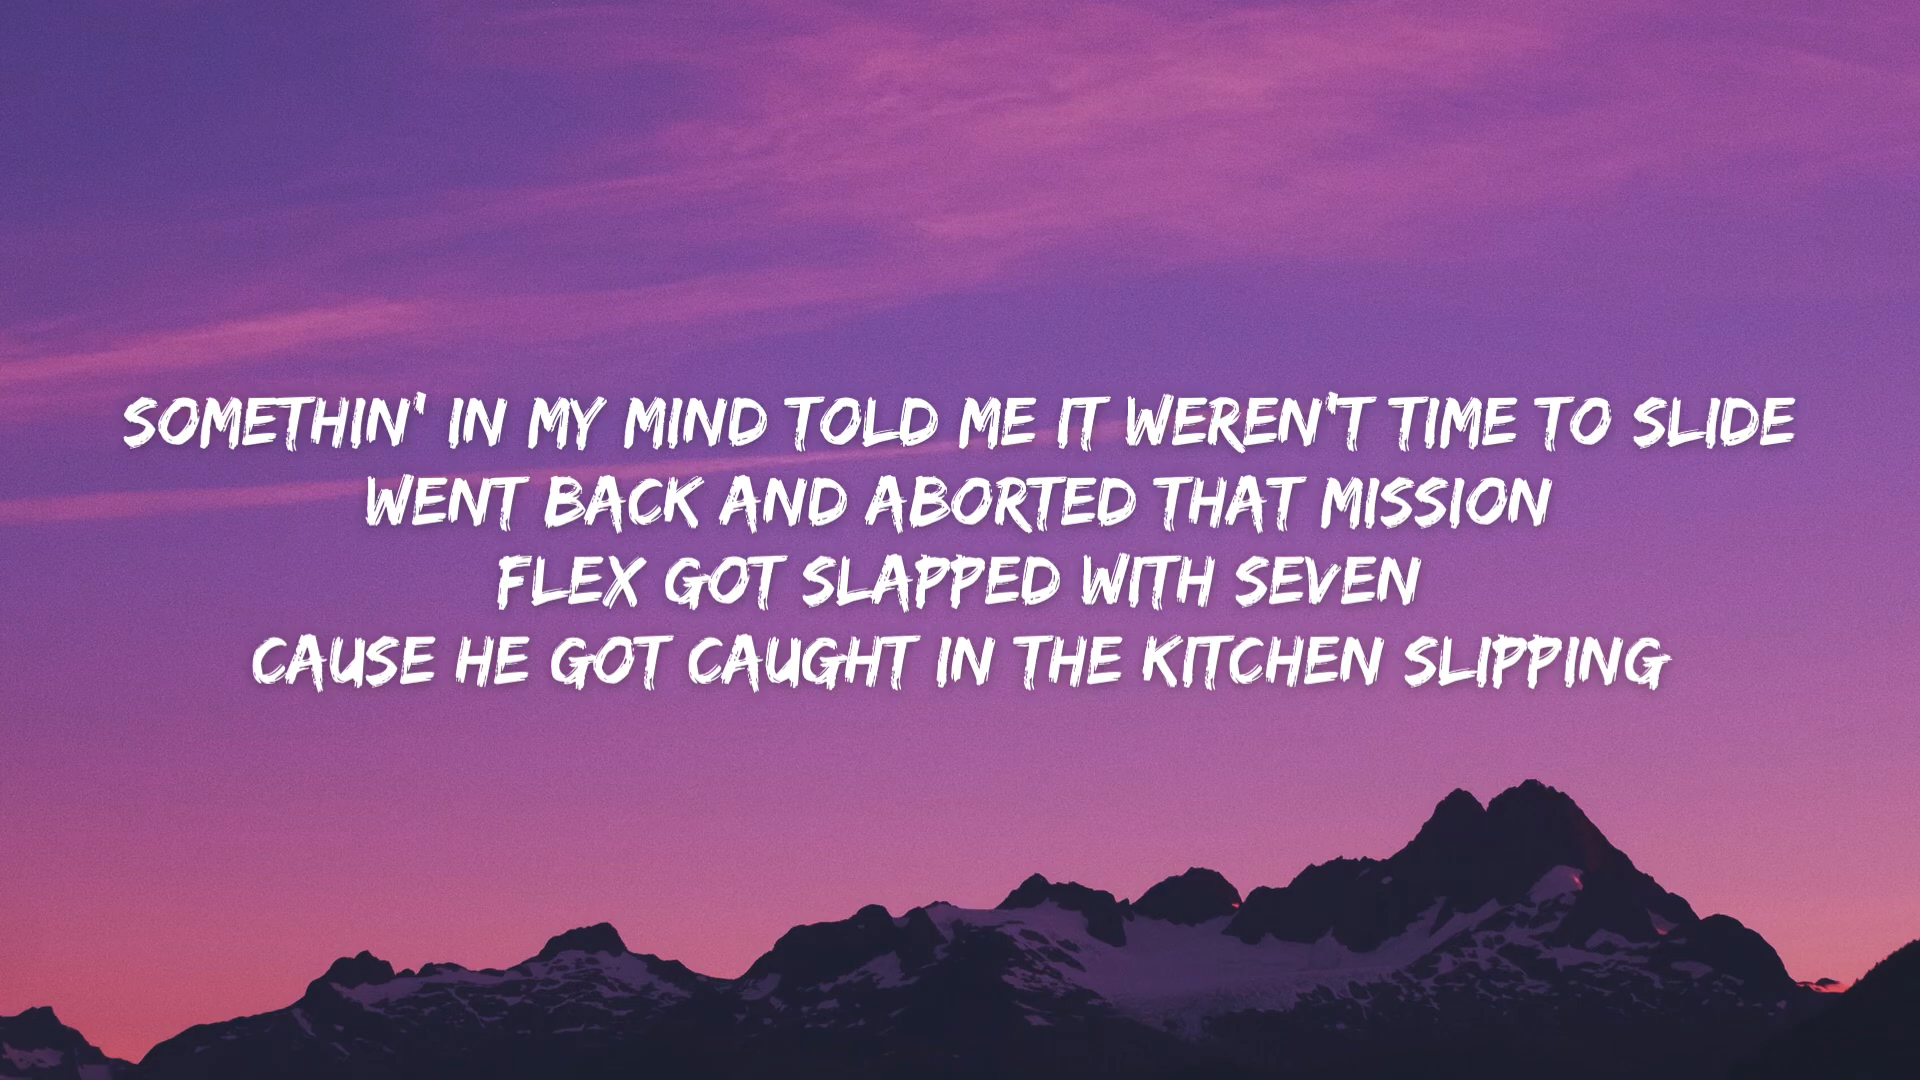 SOMETHIN' IN MY MIND TOLD ME IT WEREN'T TIME TO SLIDE
WENT BACK AND ABORTED THAT MISSION
FLEX GOT SLAPPED WITH SEVEN
CAUSE HE GOT CAUGHT IN THE KITCHEN SLIPPING